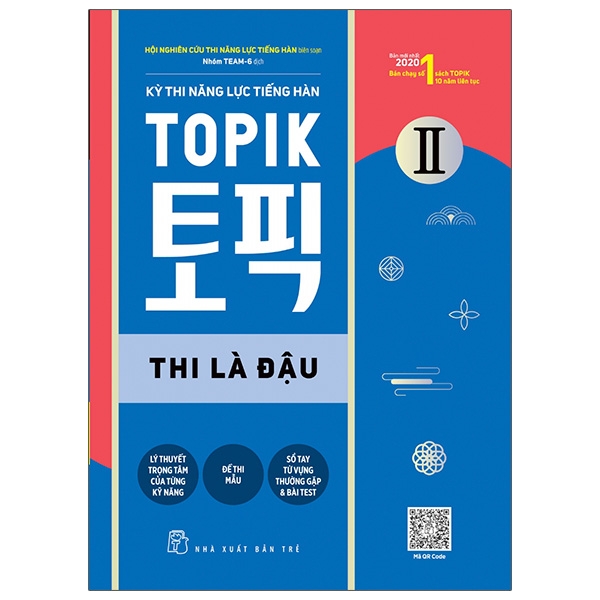 HỘI NGHIÊN CỨU THI NĂNG LỰC TIẾNG HÀN biên soạn
Nhóm TEAM-6 dịch
KỲ THI NĂNG LỰC TIẾNG HÀN
TOPIK
토픽
THI LÀ ĐẬU
Bản mới nhất
2020
Bán chạy số 1 sách TOPIK
10 năm liên tục
II
LÝ THUYẾT
TRỌNG TÂM
CỦA TỪNG
KỸ NĂNG
ĐỀ THI
MẪU
SỔ TAY
TỪ VỰNG
THƯỜNG GẶP
& BÀI TEST
NHÀ XUẤT BẢN TRẺ
Mã QR Code